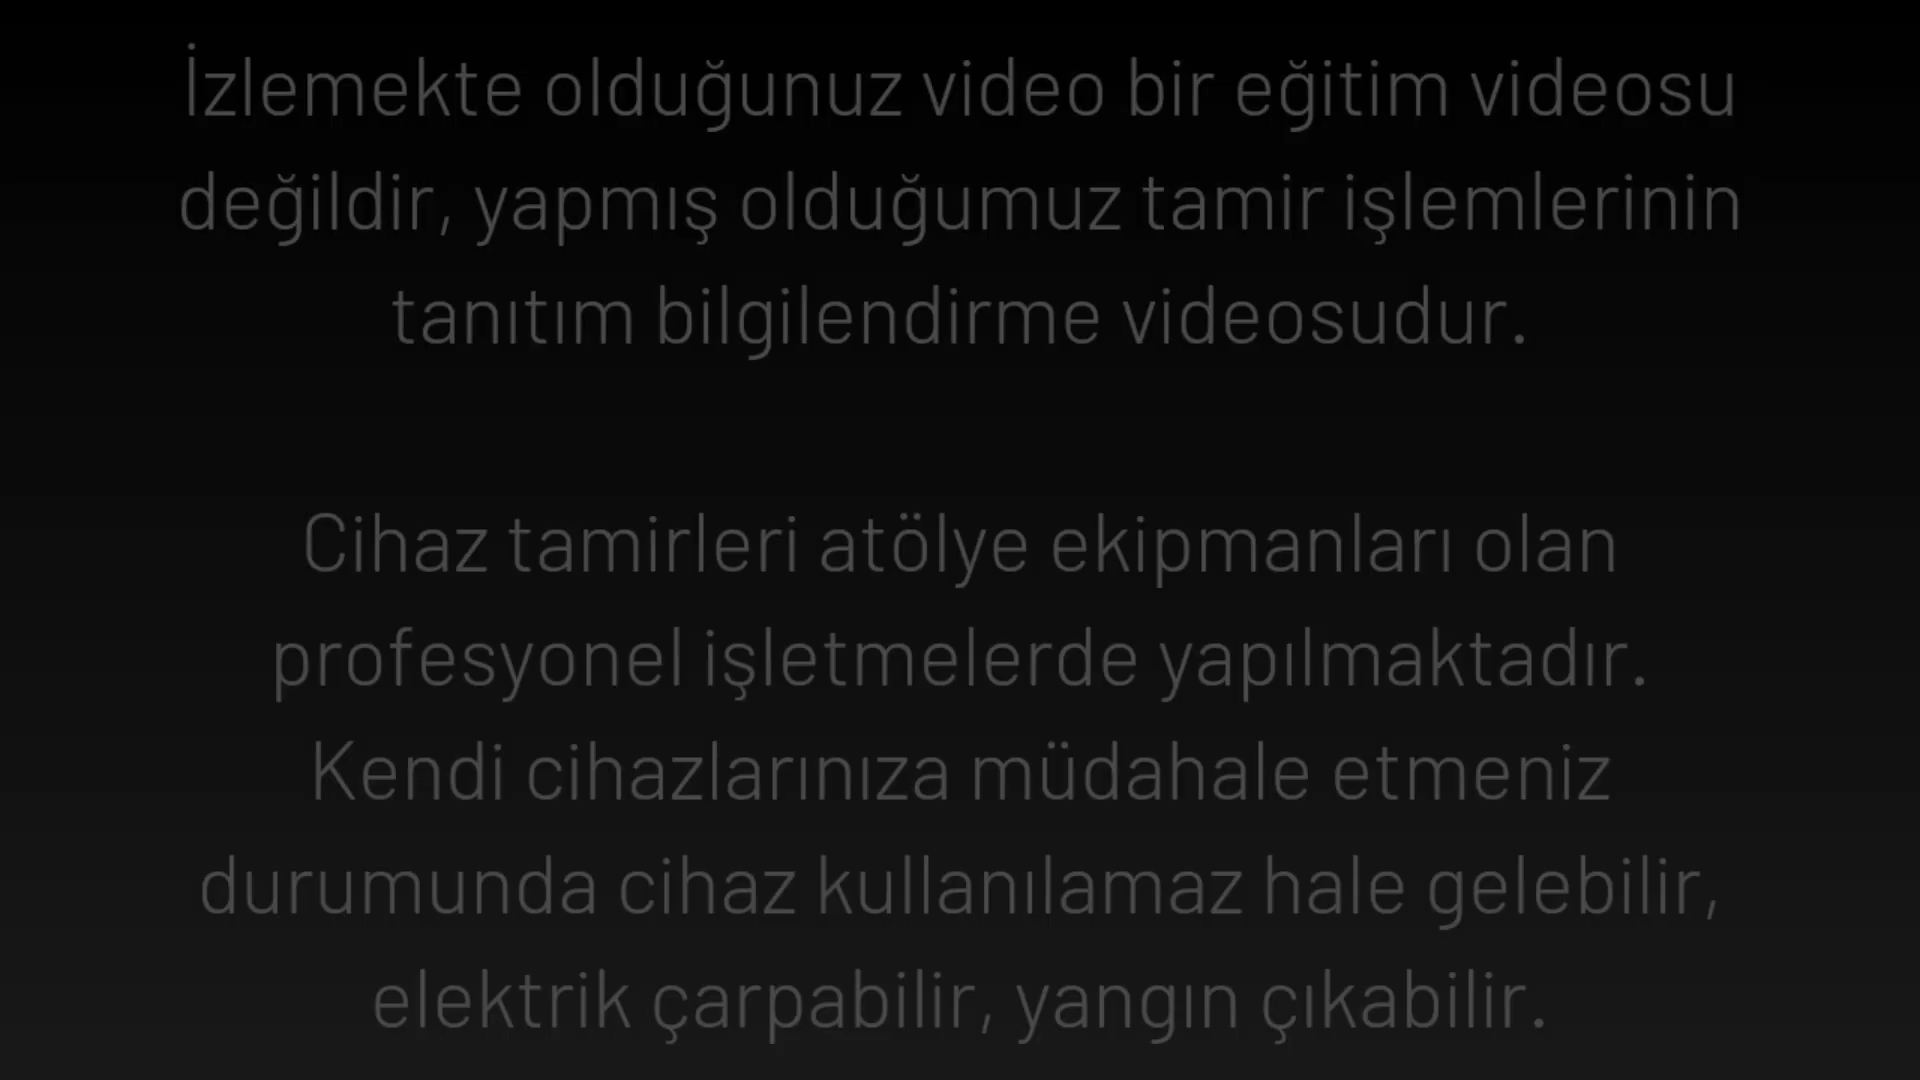 İzlemekte olduğunuz video bir eğitim videosu
değildir, yapmış olduğumuz tamir işlemlerinin
tanıtım bilgilendirme videosudur.
Cihaz tamirleri atölye ekipmanları olan
profesyonel işletmelerde yapılmaktadır.
Kendi cihazlarınıza müdahale etmeniz
durumunda cihaz kullanılamaz hale gelebilir,
elektrik çarpabilir, yangın çıkabilir.